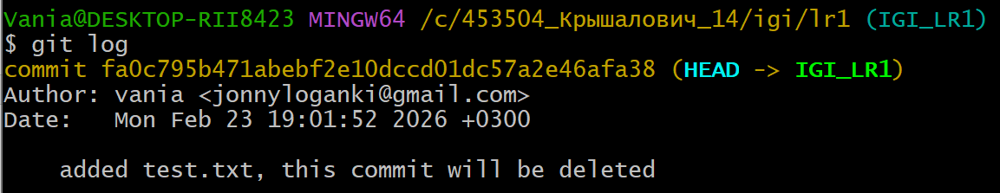 Vania@DESKTOP-RII8423 MINGW64 /c/453504_Крышалович_14/igi/lr1 (IGI_LR1)
$ git log
commit fa0c795b471abebf2e10dccd01dc57a2e46afa38 (HEAD -> IGI_LR1)
Author: vania <jonnyloganki@gmail.com>
Date:   Mon Feb 23 19:01:52 2026 +0300
    added test.txt, this commit will be deleted